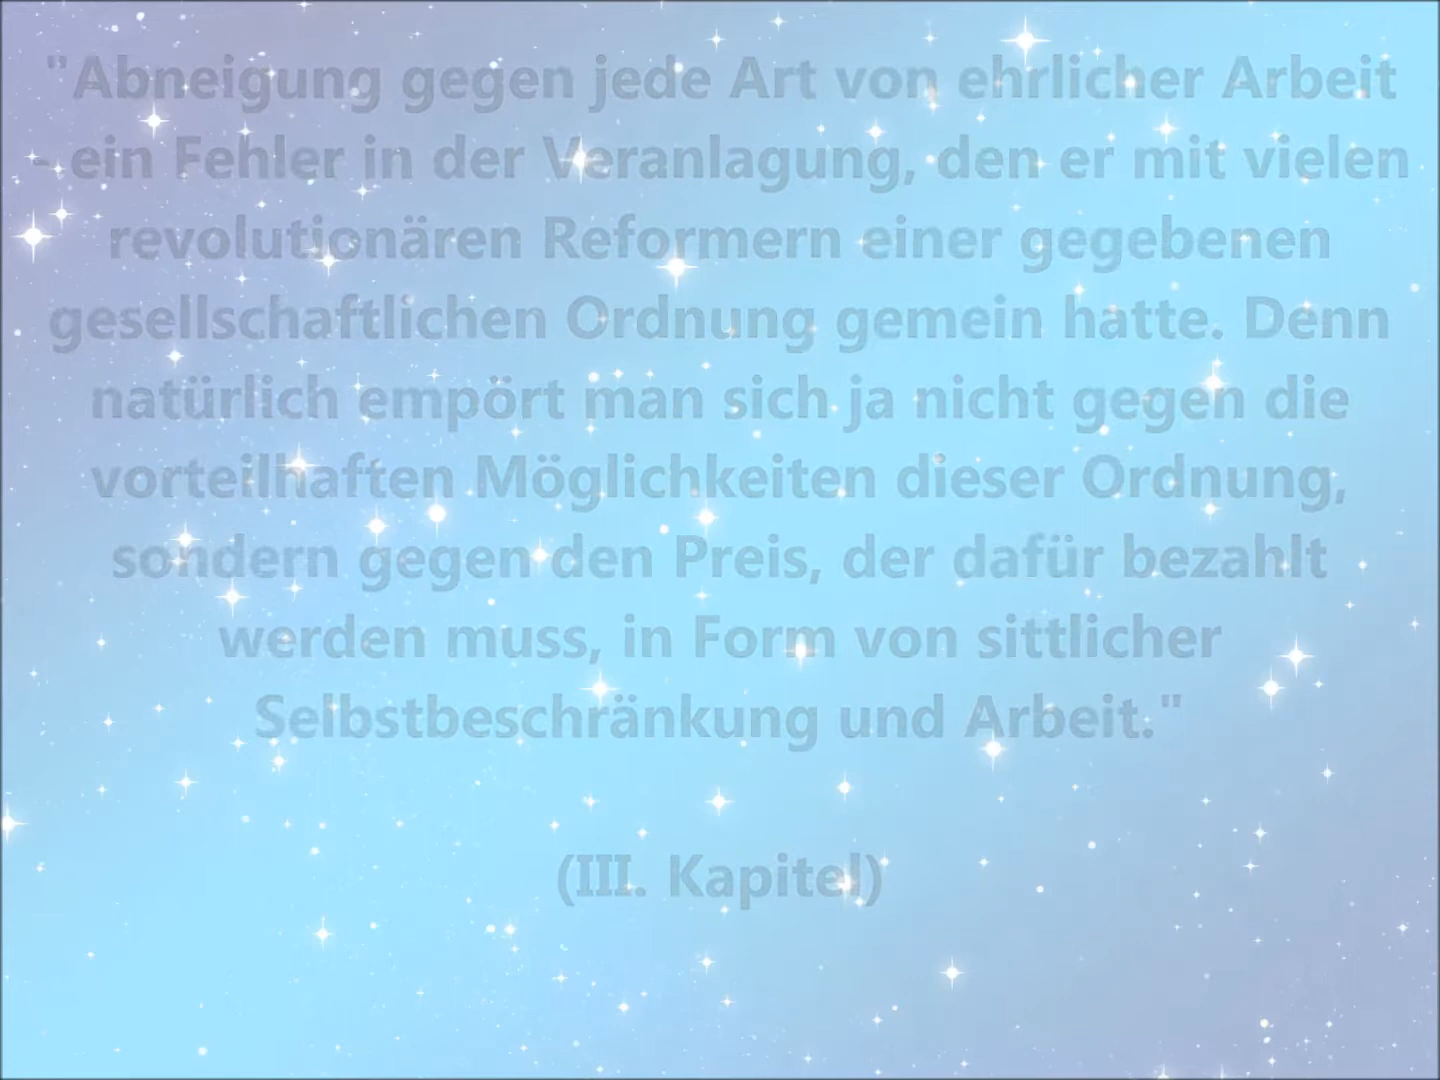 "Abneigung gegen jede Art von ehrlicher Arbeit
- ein Fehler in der Veranlagung, den er mit vielen
revolutionären Reformern einer gegebenen
gesellschaftlichen Ordnung gemein hatte. Denn
natürlich empört man sich ja nicht gegen die
vorteilhaften Möglichkeiten dieser Ordnung,
sondern gegen den Preis, der dafür bezahlt
werden muss, in Form von sittlicher
Selbstbeschränkung und Arbeit."
(III. Kapitel)